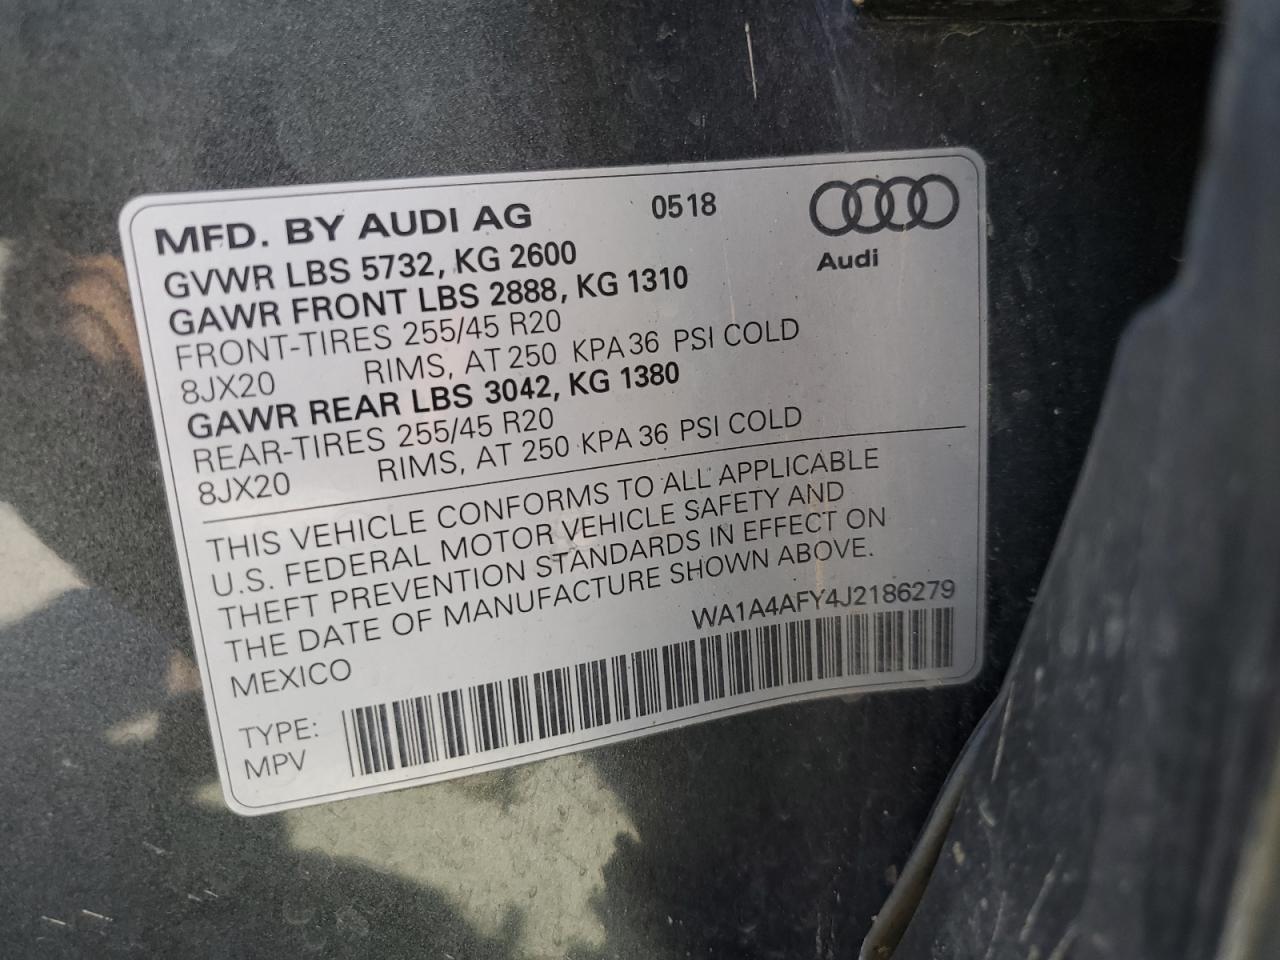 MFD. BY AUDI AG 0518
Audi
GVWR LBS 5732, KG 2600
GAWR FRONT LBS 2888, KG 1310
FRONT-TIRES 255/45 R20
8JX20 RIMS, AT 250 KPA 36 PSI COLD
GAWR REAR LBS 3042, KG 1380
REAR-TIRES 255/45 R20
8JX20 RIMS, AT 250 KPA 36 PSI COLD
THIS VEHICLE CONFORMS TO ALL APPLICABLE
U.S. FEDERAL MOTOR VEHICLE SAFETY AND
THEFT PREVENTION STANDARDS IN EFFECT ON
THE DATE OF MANUFACTURE SHOWN ABOVE.
MEXICO WA1A4AFY4J2186279
TYPE:
MPV